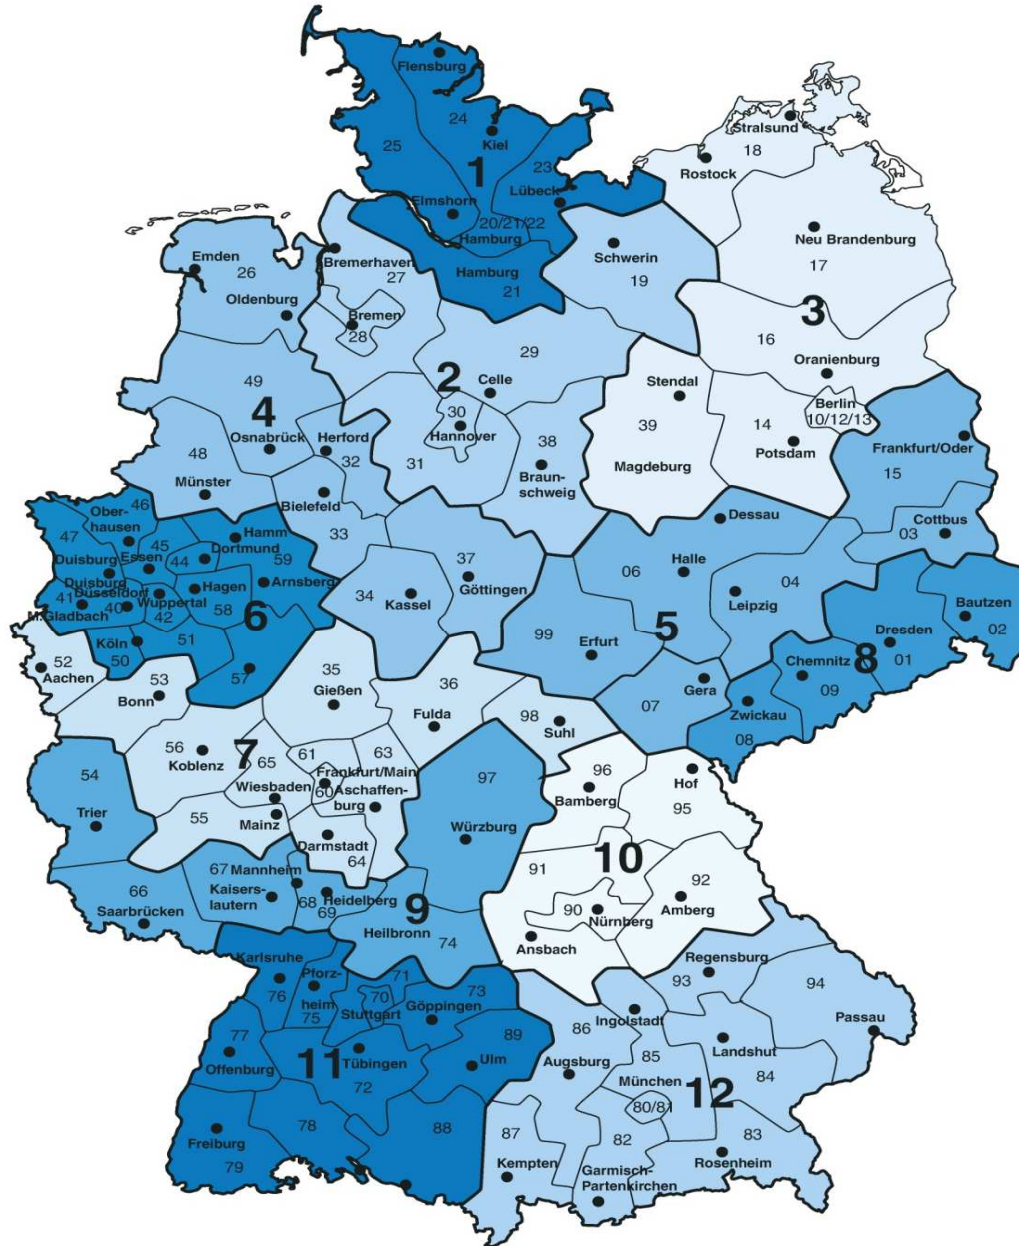 Flensburg
24
Kiel
25
1
23
Lübeck
Elmshorn
20/21/22
Hamburg
Hamburg
21
Stralsund
18
Rostock
Neu Brandenburg
17
Schwerin
19
3
16
Oranienburg
Berlin
10/12/13
14
Potsdam
Stendal
39
Magdeburg
Emden
26
Oldenburg
Bremerhaven
27
Bremen
28
29
2
Celle
30
Hannover
31
38
Braun-
schweig
49
4
Osnabrück
Herford
32
48
Münster
Bielefeld
33
Frankfurt/Oder
15
03
Cottbus
Dessau
Halle
06
04
Leipzig
5
99
Erfurt
Gera
07
37
Göttingen
34
Kassel
46
Ober-
hausen
47
45
Hamm
Dortmund
Duisburg
Essen
44
59
Duisburg
Düsseldorf
Hagen
Arnsberg
41
40
Wuppertal
M.Gladbach
42
58
6
Köln
51
50
57
Bautzen
02
Dresden
01
8
Chemnitz
09
Zwickau
08
52
Aachen
53
Bonn
35
Gießen
36
Fulda
98
Suhl
56
Koblenz
7
61
63
65
Frankfurt/Main
60
Wiesbaden
Aschaffen-
burg
55
Mainz
Darmstadt
64
54
Trier
97
Würzburg
67
Mannheim
Kaisers-
lautern
66
Saarbrücken
68
Heidelberg
69
9
Heilbronn
74
96
Bamberg
Hof
95
10
91
92
90
Nürnberg
Amberg
Ansbach
Karlsruhe
Pforz-
heim
76
75
71
70
Stuttgart
73
Göppingen
77
Offenburg
11
Tübingen
72
89
Ulm
78
88
Freiburg
79
Regensburg
93
94
Passau
86
Ingolstadt
Landshut
Augsburg
85
84
München
80/81
12
87
82
83
Kempten
Rosenheim
Garmisch-
Partenkirchen